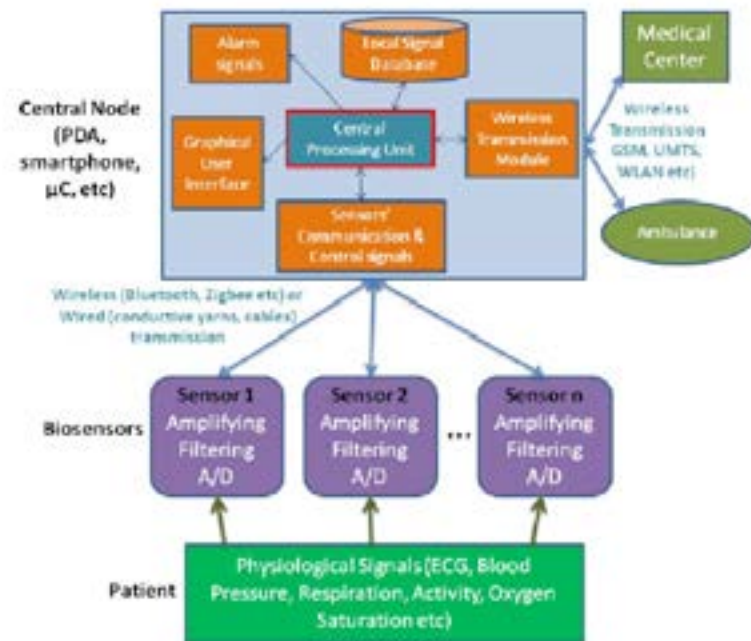 Alarm
signals
Local Signal
Database
Medical
Center
Central Node
(PDA,
smartphone,
µC, etc)
Graphical
User
Interface
Central
Processing Unit
Wireless
Transmission
Module
Wireless
Transmission
GSM, UMTS,
WLAN etc)
Sensors'
Communication &
Control signals
Ambulance
Wireless (Bluetooth, Zigbee etc) or
Wired (conductive yarns, cables)
transmission
Biosensors
Sensor 1
Amplifying
Filtering
A/D
Sensor 2
Amplifying
Filtering
A/D
...
Sensor n
Amplifying
Filtering
A/D
Patient
Physiological Signals (ECG, Blood
Pressure, Respiration, Activity, Oxygen
Saturation etc)